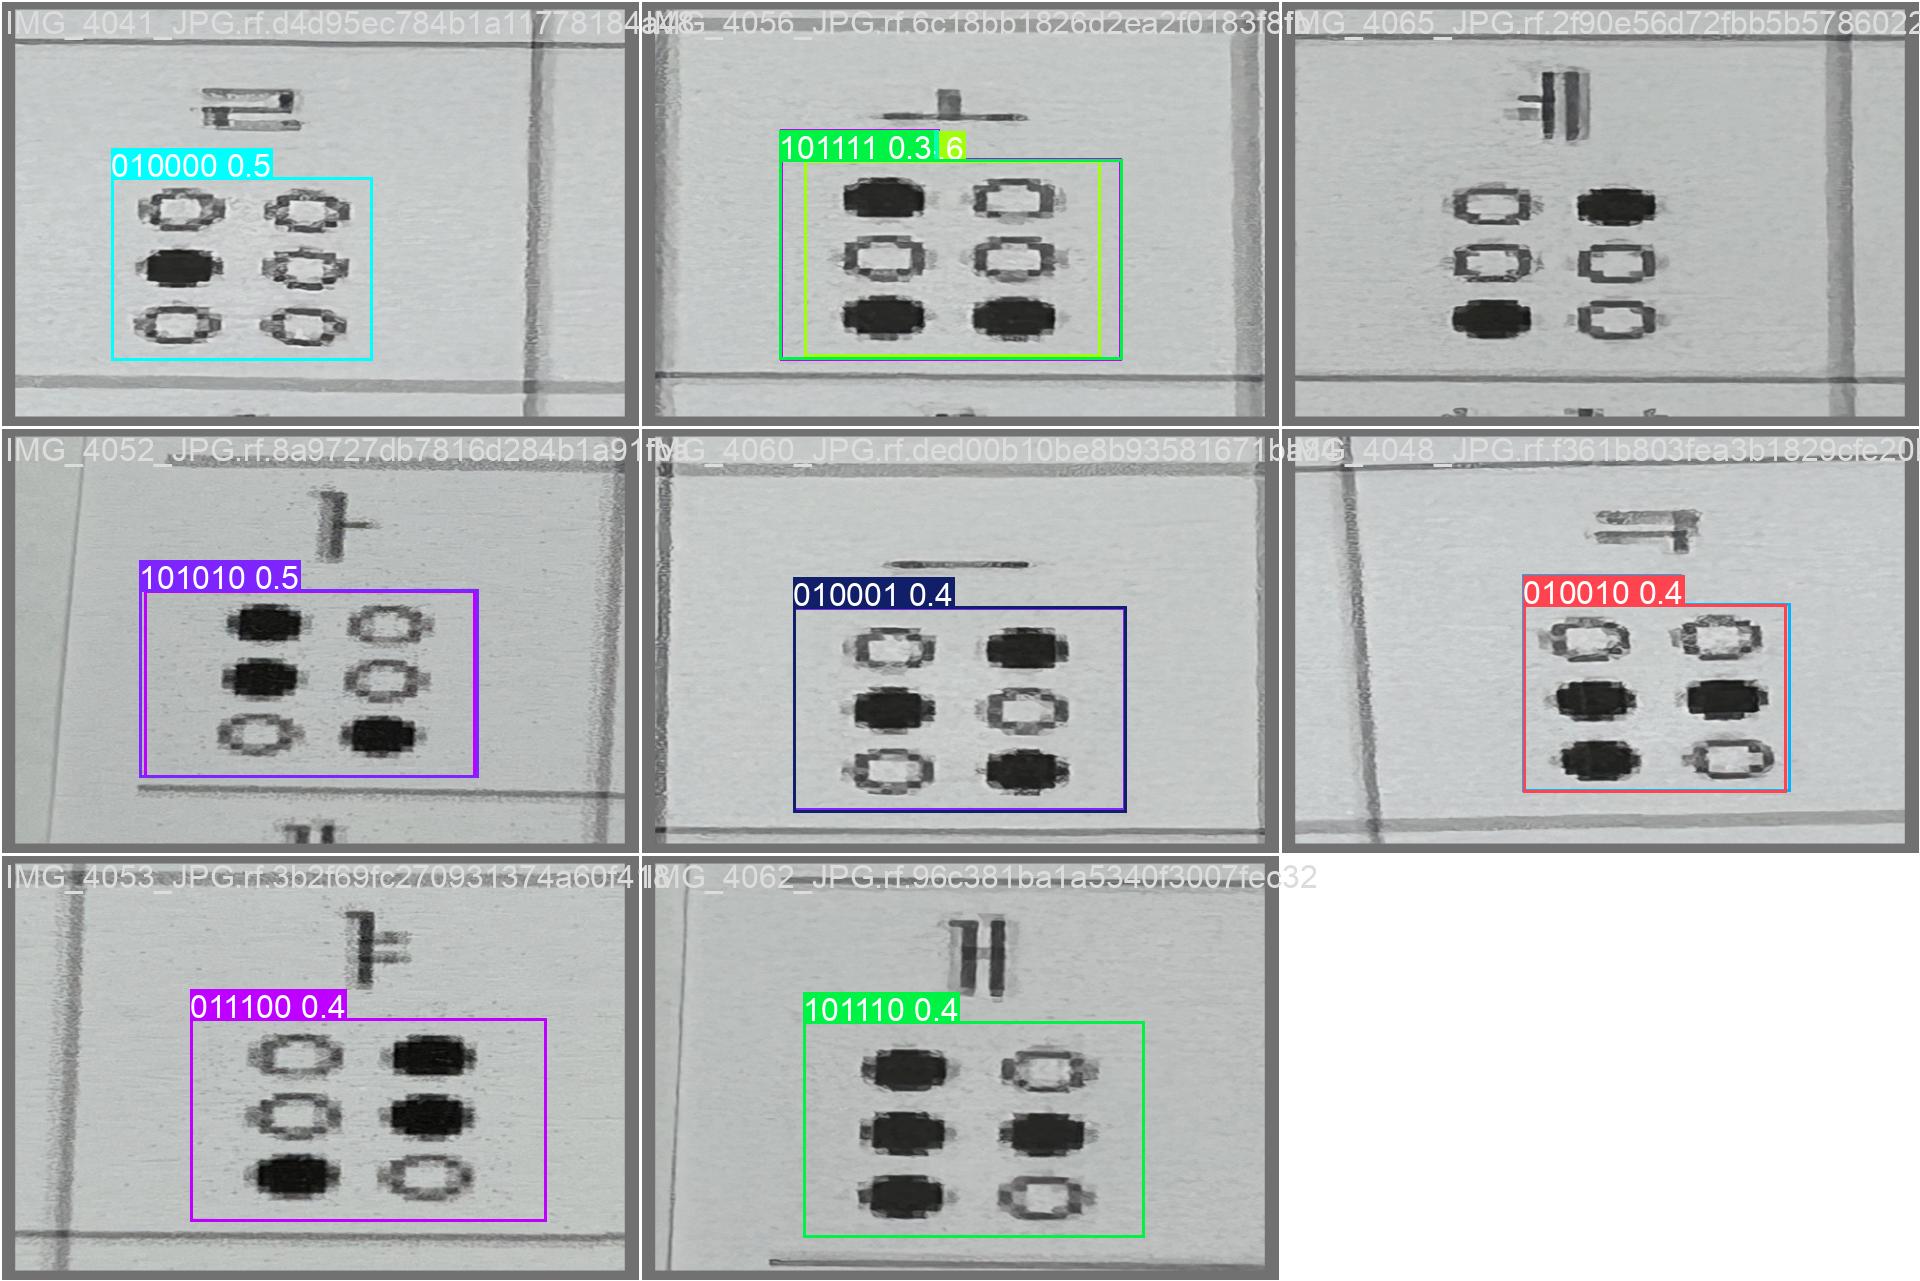 IMG_4041_JPG.rf.d4d95ec784b1a11778184a48
ㄹ
010000 0.5
IMG_4056_JPG.rf.6c18bb1826d2ea2f0183f8f
ㅗ
101111 0.3
.6
IMG_4065_JPG.rf.2f90e56d72fbb5b5786022
ㅖ
IMG_4052_JPG.rf.8a9727db7816d284b1a91f
ㅏ
101010 0.5
IMG_4060_JPG.rf.ded00b10be8b93581671b
ㅡ
010001 0.4
IMG_4048_JPG.rf.f361b803fea3b1829cfe20
ㅋ
010010 0.4
IMG_4053_JPG.rf.3b2f69fc270931374a60f418
ㅑ
011100 0.4
IMG_4062_JPG.rf.96c381ba1a5340f3007fec32
ㅐ
101110 0.4